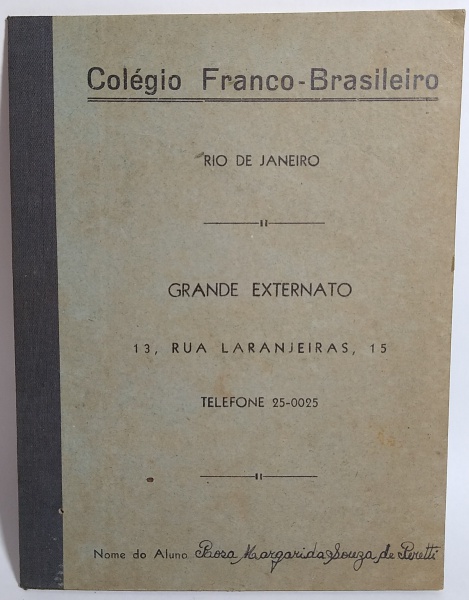 Colégio Franco-Brasileiro
RIO DE JANEIRO
GRANDE EXTERNATO
13, RUA LARANJEIRAS, 15
TELEFONE 25-0025
Nome do Aluno Rosa Margarida Souza de Peretti